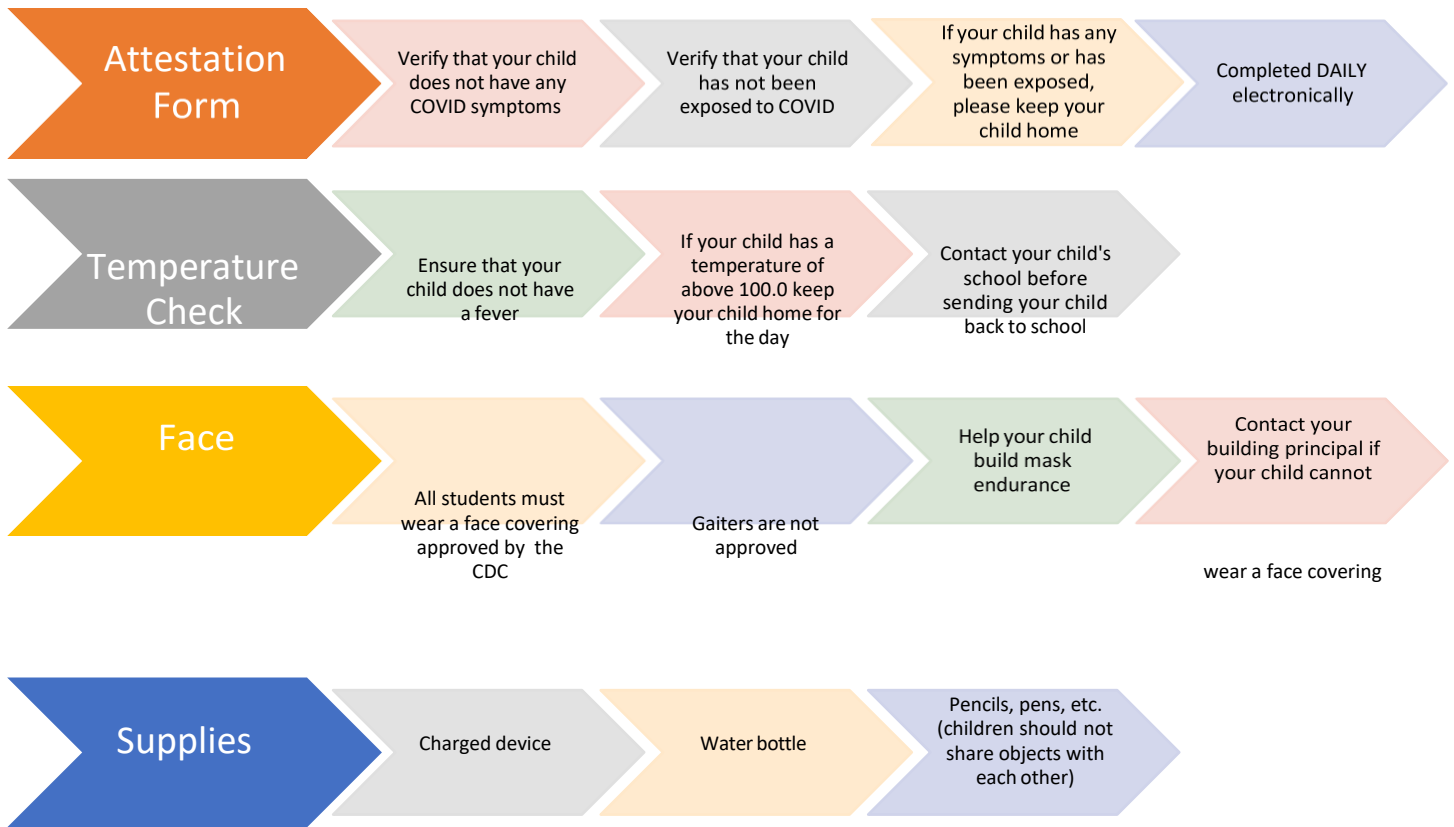 Attestation
Form
Verify that your child
does not have any
COVID symptoms
Verify that your child
has not been
exposed to COVID
If your child has any
symptoms or has
been exposed,
please keep your
child home
Completed DAILY
electronically
Temperature
Check
Ensure that your
child does not have
a fever
If your child has a
temperature of
above 100.0 keep
your child home for
the day
Contact your child's
school before
sending your child
back to school
Face
All students must
wear a face covering
approved by the
CDC
Gaiters are not
approved
Help your child
build mask
endurance
Contact your
building principal if
your child cannot
wear a face covering
Supplies
Charged device
Water bottle
Pencils, pens, etc.
(children should not
share objects with
each other)